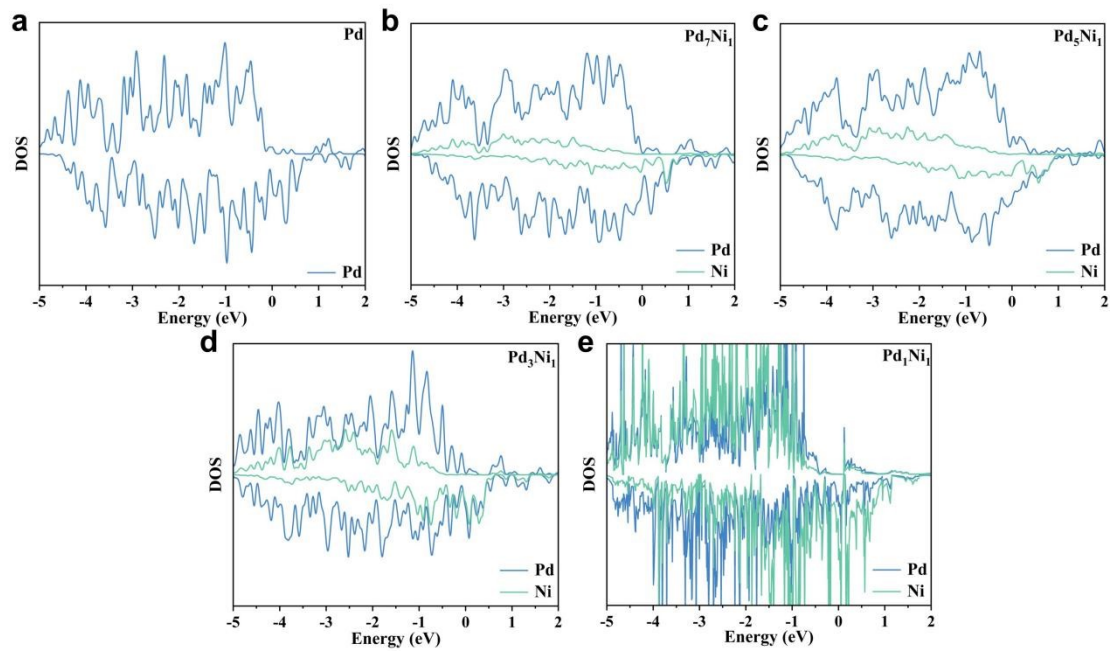 a
Pd
DOS
Pd
-5 -4 -3 -2 -1 0 1 2
Energy (eV)
b
Pd₇Ni₁
DOS
Pd
Ni
-5 -4 -3 -2 -1 0 1 2
Energy (eV)
c
Pd₅Ni₁
DOS
Pd
Ni
-5 -4 -3 -2 -1 0 1 2
Energy (eV)
d
Pd₃Ni₁
DOS
Pd
Ni
-5 -4 -3 -2 -1 0 1 2
Energy (eV)
e
Pd₁Ni₁
DOS
Pd
Ni
-5 -4 -3 -2 -1 0 1 2
Energy (eV)